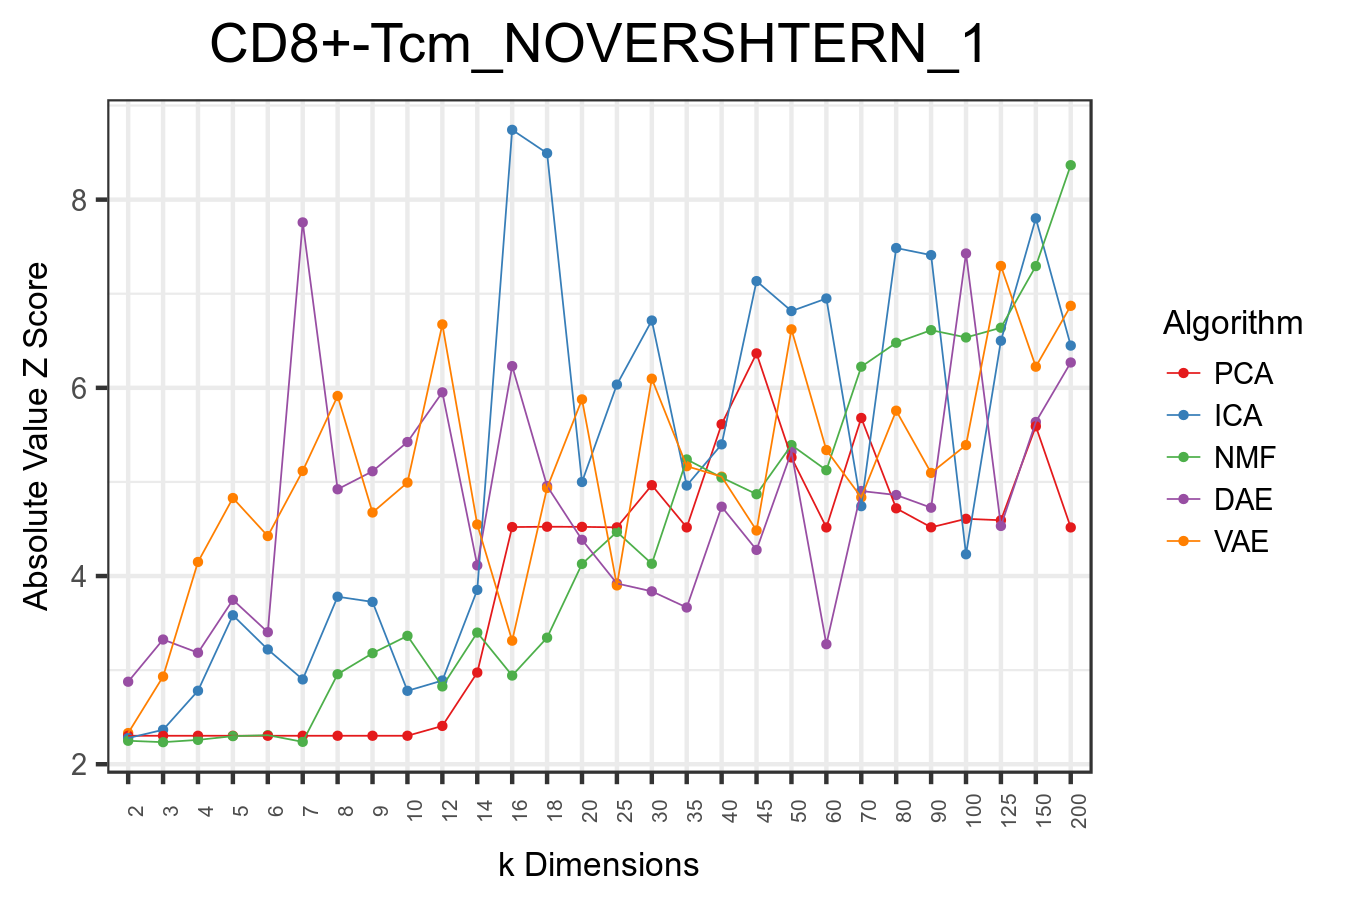 CD8+-Tcm_NOVERSHTERN_1
Absolute Value Z Score
8
6
4
2
2 3 4 5 6 7 8 9 10 12 14 16 18 20 25 30 35 40 45 50 60 70 80 90 100 125 150 200
k Dimensions
Algorithm
PCA
ICA
NMF
DAE
VAE